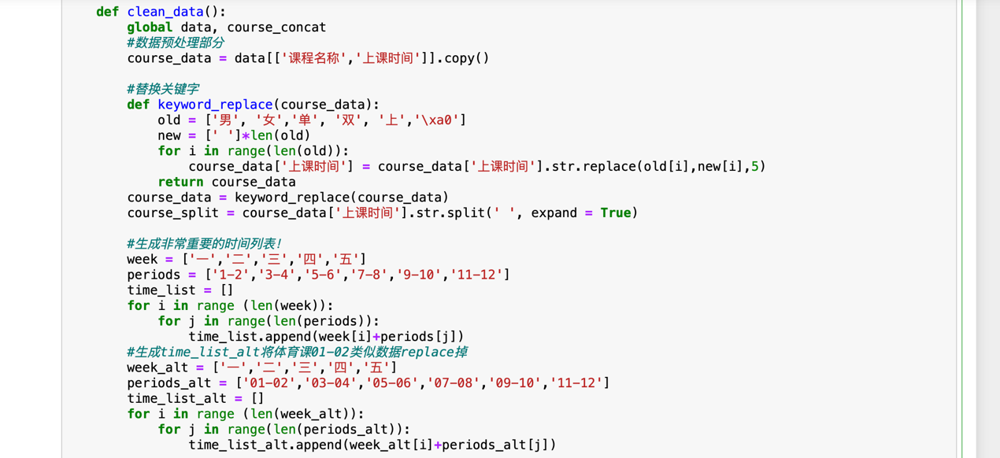 def clean_data():
    global data, course_concat
    #数据预处理部分
    course_data = data[['课程名称','上课时间']].copy()

    #替换关键字
    def keyword_replace(course_data):
        old = ['男', '女','单', '双', '上','\xa0']
        new = [' ']*len(old)
        for i in range(len(old)):
            course_data['上课时间'] = course_data['上课时间'].str.replace(old[i],new[i],5)
        return course_data
    course_data = keyword_replace(course_data)
    course_split = course_data['上课时间'].str.split(' ', expand = True)

    #生成非常重要的时间列表!
    week = ['一','二','三','四','五']
    periods = ['1-2','3-4','5-6','7-8','9-10','11-12']
    time_list = []
    for i in range (len(week)):
        for j in range(len(periods)):
            time_list.append(week[i]+periods[j])
    #生成time_list_alt将体育课01-02类似数据replace掉
    week_alt = ['一','二','三','四','五']
    periods_alt = ['01-02','03-04','05-06','07-08','09-10','11-12']
    time_list_alt = []
    for i in range (len(week_alt)):
        for j in range(len(periods_alt)):
            time_list_alt.append(week_alt[i]+periods_alt[j])